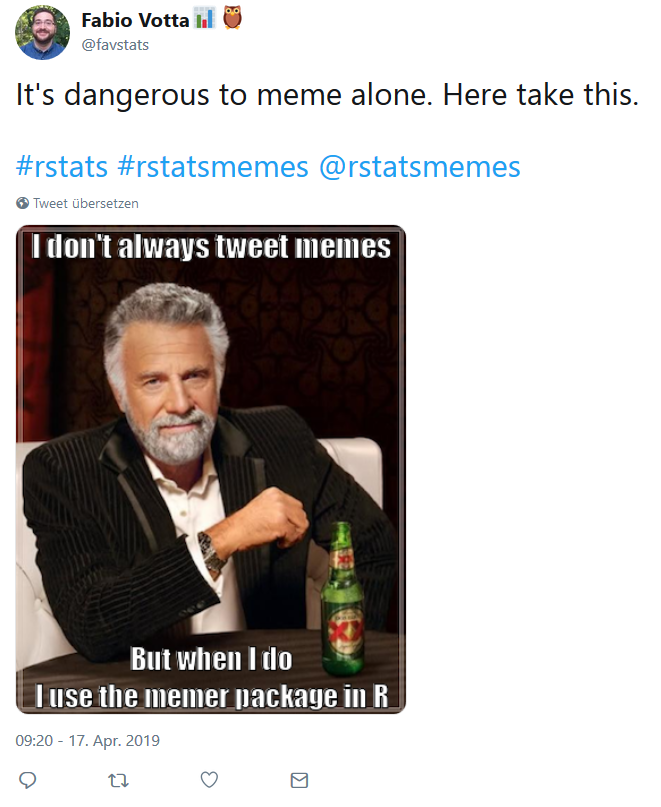 Fabio Votta📊🦉
@favstats
It's dangerous to meme alone. Here take this.
#rstats #rstatsmemes @rstatsmemes
Tweet übersetzen
I don't always tweet memes
XX
But when I do
I use the memer package in R
09:20 - 17. Apr. 2019